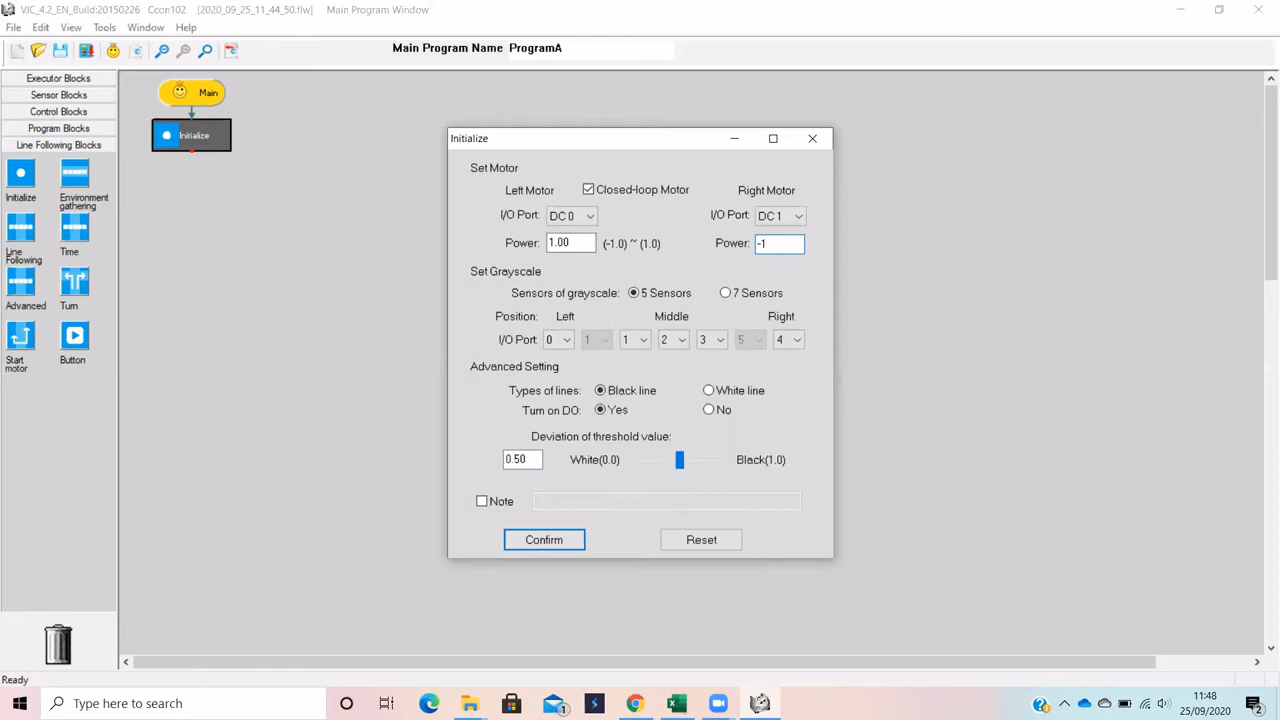 VJC_4.2_EN_Build:20150226 Ccon102 [2020_09_25_11_44_50.flw] Main Program Window
File Edit View Tools Window Help
Main Program Name ProgramA
Executor Blocks
Sensor Blocks
Control Blocks
Program Blocks
Line Following Blocks
Initialize
Environment gathering
Line Following
Time
Advanced
Turn
Start motor
Button
Main
Initialize
Initialize
Set Motor
Left Motor Closed-loop Motor Right Motor
I/O Port: DC 0 I/O Port: DC 1
Power: 1.00 (-1.0) ~ (1.0) Power: -1
Set Grayscale
Sensors of grayscale: 5 Sensors 7 Sensors
Position: Left Middle Right
I/O Port: 0 1 1 2 3 5 4
Advanced Setting
Types of lines: Black line White line
Turn on DO: Yes No
Deviation of threshold value:
0.50 White(0.0) Black(1.0)
Note
Confirm Reset
Ready
Type here to search
1
11:48
25/09/2020
2